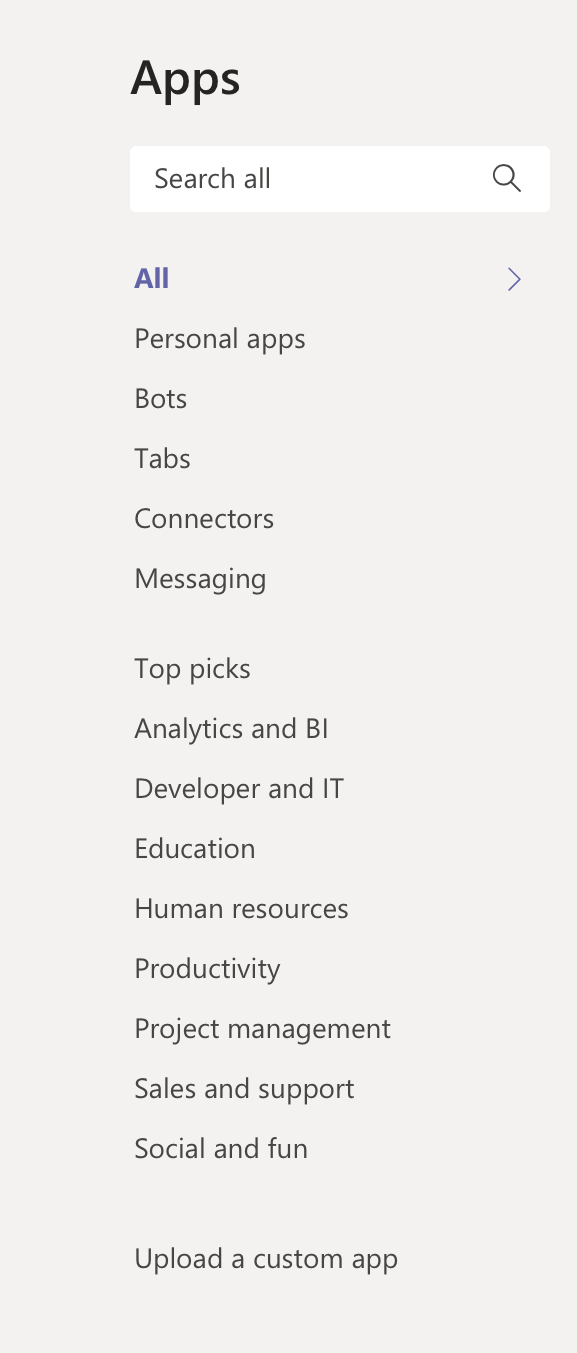 Apps
Search all
All
Personal apps
Bots
Tabs
Connectors
Messaging
Top picks
Analytics and BI
Developer and IT
Education
Human resources
Productivity
Project management
Sales and support
Social and fun
Upload a custom app